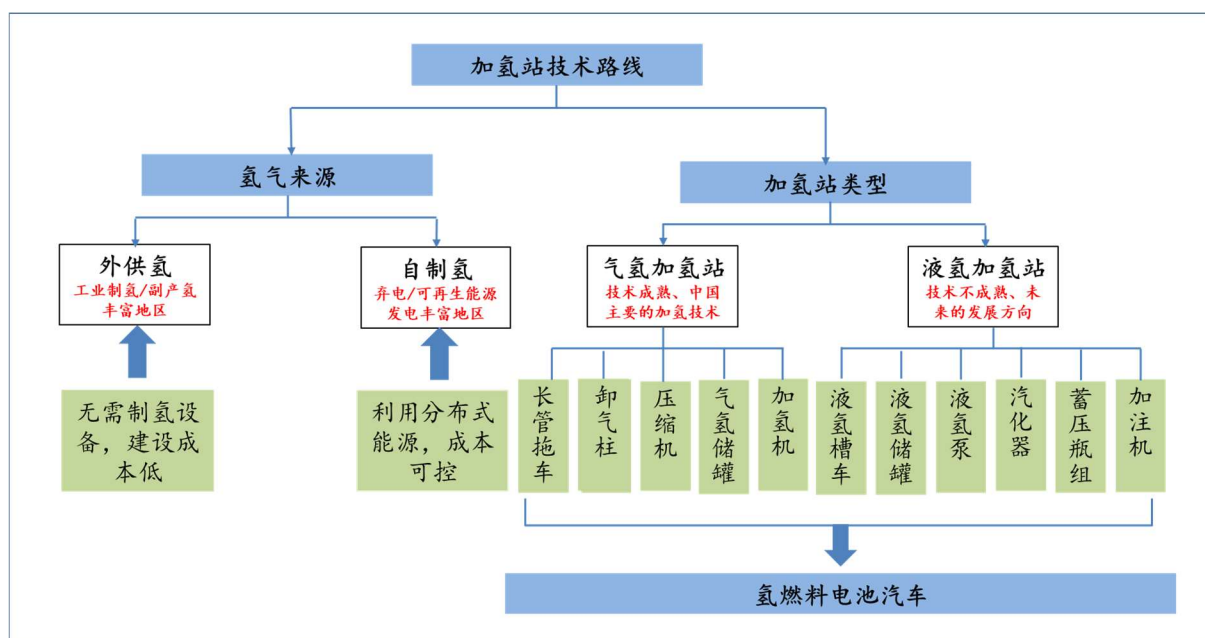 加氢站技术路线
氢气来源
加氢站类型
外供氢
工业制氢/副产氢
丰富地区
自制氢
弃电/可再生能源
发电丰富地区
气氢加氢站
技术成熟、中国
主要的加氢技术
液氢加氢站
技术不成熟、未
来的发展方向
无需制氢设
备，建设成
本低
利用分布式
能源，成本
可控
长管拖车
卸气柱
压缩机
气氢储罐
加氢机
液氢槽车
液氢储罐
液氢泵
汽化器
蓄压瓶组
加注机
氢燃料电池汽车